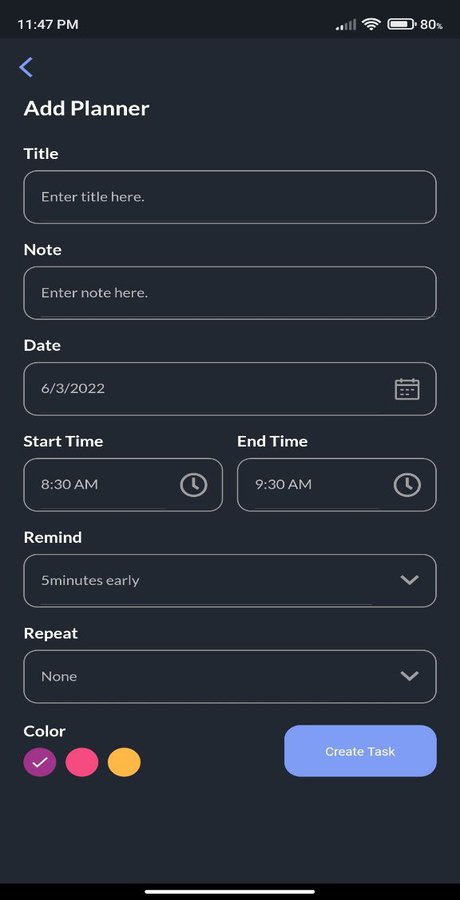 11:47 PM 80%
Add Planner
Title
Enter title here.
Note
Enter note here.
Date
6/3/2022
Start Time End Time
8:30 AM 9:30 AM
Remind
5minutes early
Repeat
None
Color
Create Task